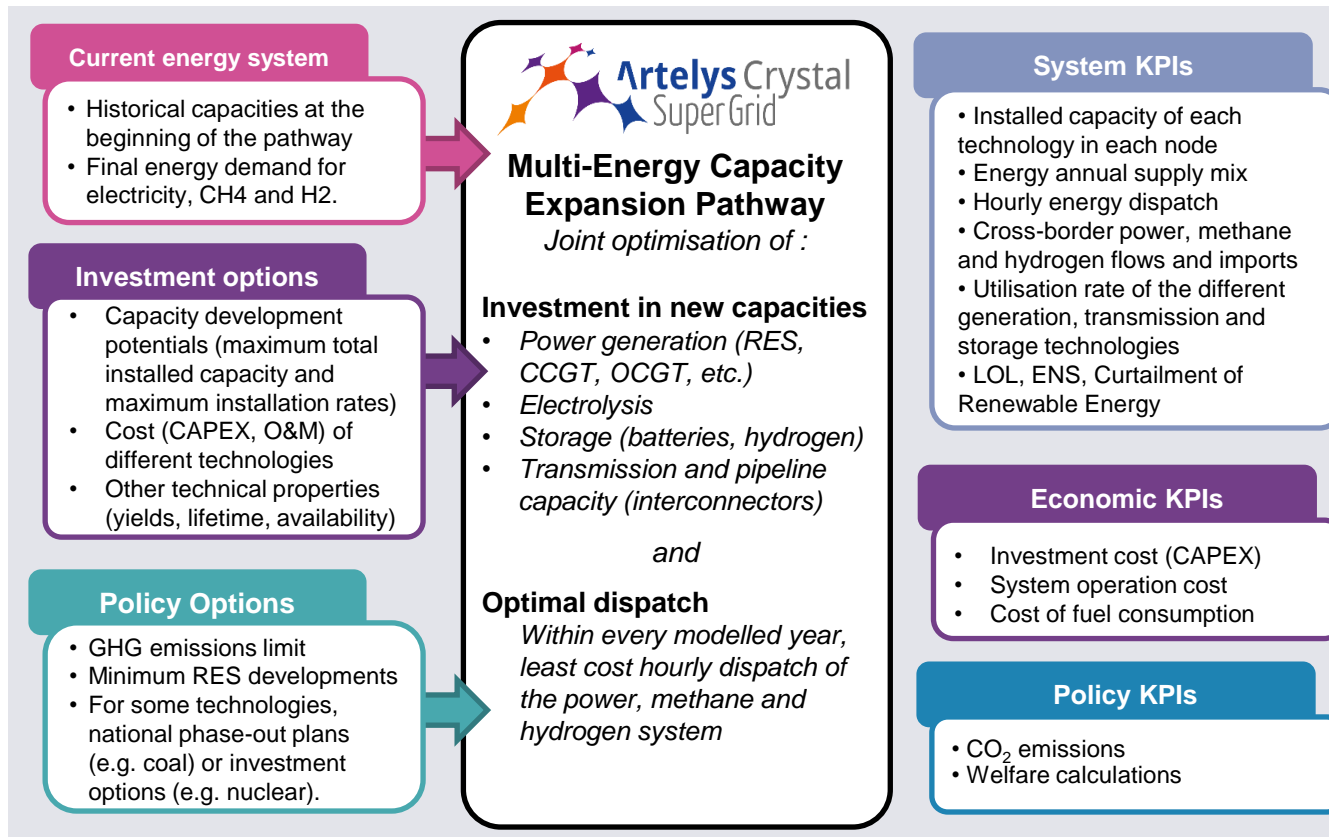 Current energy system
• Historical capacities at the
beginning of the pathway
• Final energy demand for
electricity, CH4 and H2.
Investment options
• Capacity development
potentials (maximum total
installed capacity and
maximum installation rates)
• Cost (CAPEX, O&M) of
different technologies
• Other technical properties
(yields, lifetime, availability)
Policy Options
• GHG emissions limit
• Minimum RES developments
• For some technologies,
national phase-out plans
(e.g. coal) or investment
options (e.g. nuclear).
Artelys Crystal
Super Grid
Multi-Energy Capacity
Expansion Pathway
Joint optimisation of :
Investment in new capacities
• Power generation (RES,
CCGT, OCGT, etc.)
• Electrolysis
• Storage (batteries, hydrogen)
• Transmission and pipeline
capacity (interconnectors)
and
Optimal dispatch
Within every modelled year,
least cost hourly dispatch of
the power, methane and
hydrogen system
System KPIs
• Installed capacity of each
technology in each node
• Energy annual supply mix
• Hourly energy dispatch
• Cross-border power, methane
and hydrogen flows and imports
• Utilisation rate of the different
generation, transmission and
storage technologies
• LOL, ENS, Curtailment of
Renewable Energy
Economic KPIs
• Investment cost (CAPEX)
• System operation cost
• Cost of fuel consumption
Policy KPIs
• CO₂ emissions
• Welfare calculations